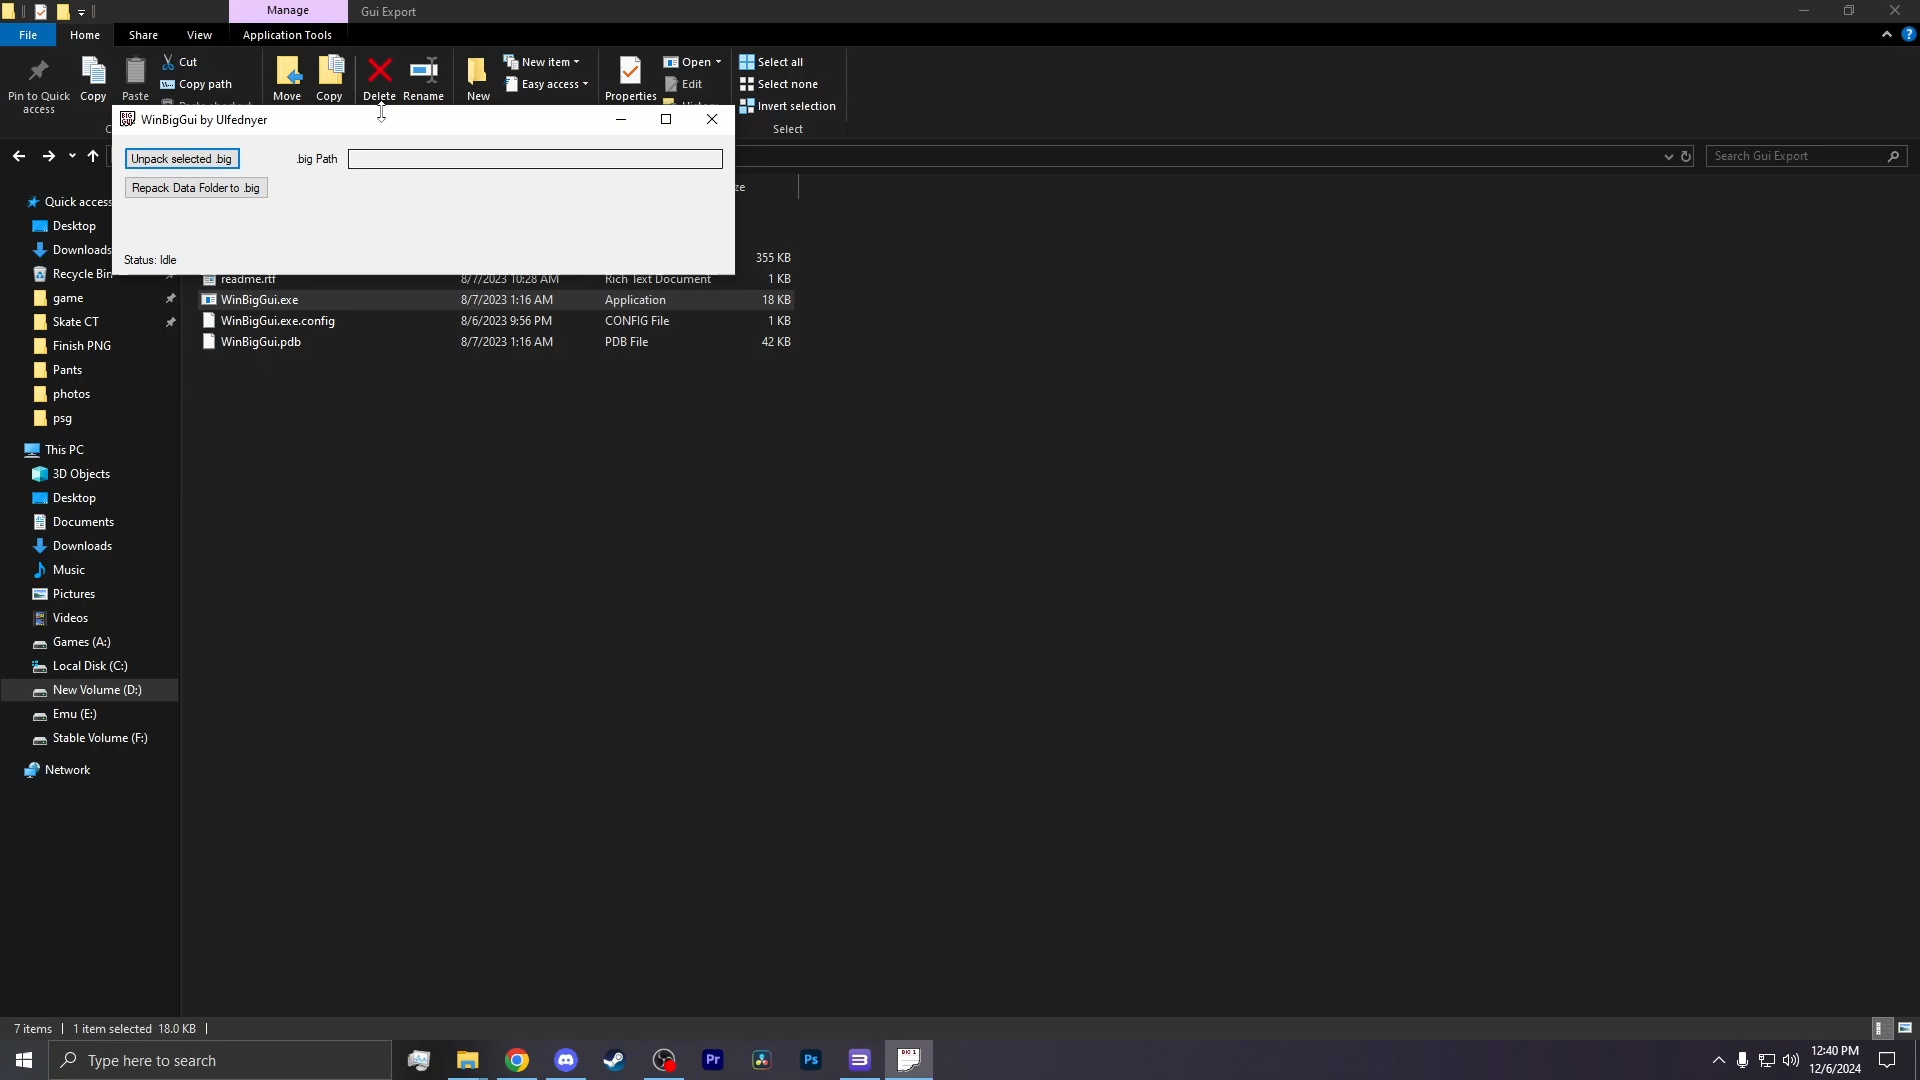 Manage
Gui Export
File
Home
Share
View
Application Tools
Pin to Quick
access
Copy
Paste
Cut
Copy path
Move
Copy
Delete
Rename
New
New item
Easy access
Properties
Open
Edit
Select all
Select none
Invert selection
Select
WinBigGui by Ulfednyer
Unpack selected .big
.big Path
Repack Data Folder to .big
Status: Idle
Search Gui Export
ze
355 KB
readme.rtf 8/7/2023 10:28 AM Rich Text Document 1 KB
WinBigGui.exe 8/7/2023 1:16 AM Application 18 KB
WinBigGui.exe.config 8/6/2023 9:56 PM CONFIG File 1 KB
WinBigGui.pdb 8/7/2023 1:16 AM PDB File 42 KB
Quick access
Desktop
Downloads
Recycle Bin
game
Skate CT
Finish PNG
Pants
photos
psg
This PC
3D Objects
Desktop
Documents
Downloads
Music
Pictures
Videos
Games (A:)
Local Disk (C:)
New Volume (D:)
Emu (E:)
Stable Volume (F:)
Network
7 items
1 item selected 18.0 KB
Type here to search
Pr
Ps
BIG 1
12:40 PM
12/6/2024